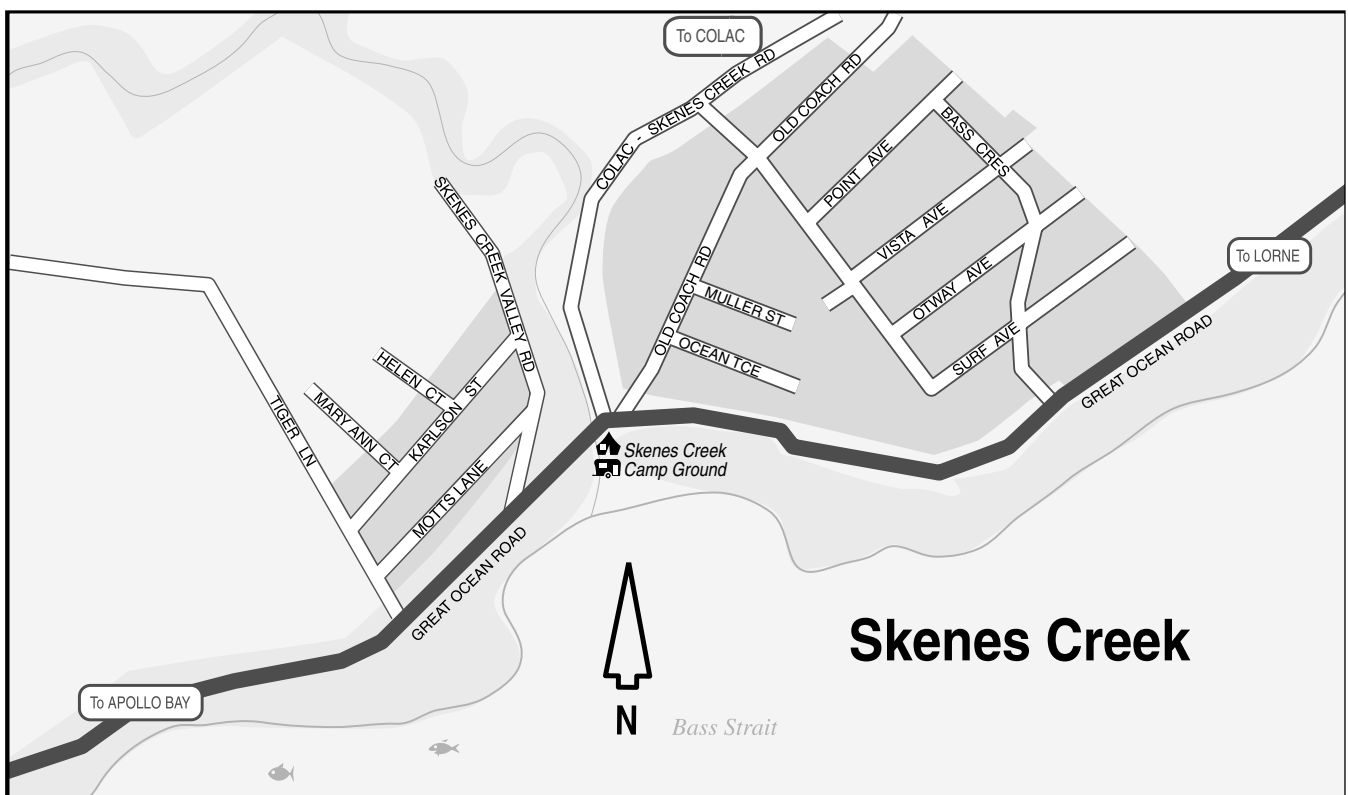 To COLAC
COLAC - SKENES CREEK RD
OLD COACH RD
BASS CRES
POINT AVE
SKENES CREEK VALLEY RD
VISTA AVE
To LORNE
OLD COACH RD
MULLER ST
OTWAY AVE
OCEAN TCE
SURF AVE
GREAT OCEAN ROAD
HELEN CT
MARY ANN CT
KARLSON ST
TIGER LN
MOTTS LANE
Skenes Creek
Camp Ground
GREAT OCEAN ROAD
Skenes Creek
To APOLLO BAY
N
Bass Strait